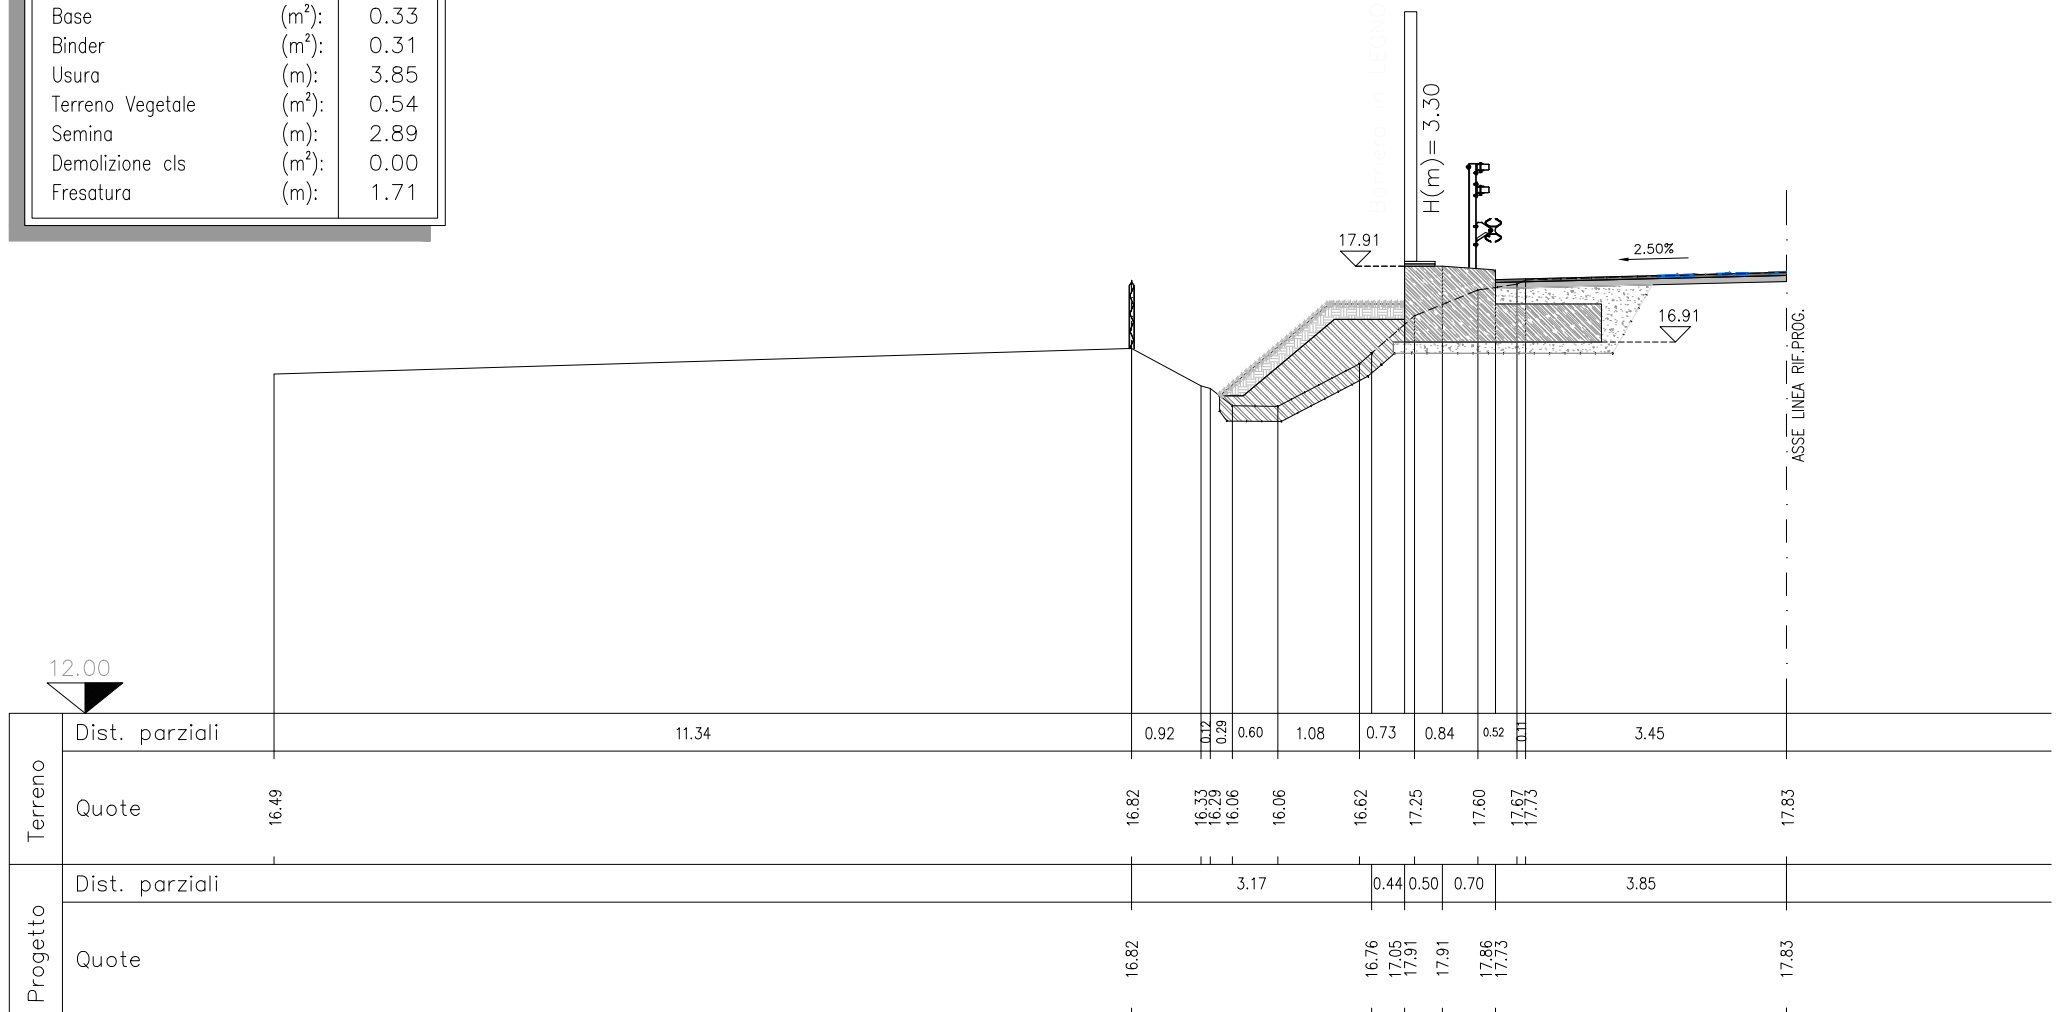 Base (m²): 0.33
Binder (m²): 0.31
Usura (m): 3.85
Terreno Vegetale (m²): 0.54
Semina (m): 2.89
Demolizione cls (m²): 0.00
Fresatura (m): 1.71
H(m)= 3.30
17.91
2.50%
16.91
ASSE LINEA RIF.PROG.
12.00
Terreno
Dist. parziali 11.34 0.92 0.12 0.29 0.60 1.08 0.73 0.84 0.52 0.11 3.45
Quote 16.49 16.82 16.33 16.29 16.06 16.06 16.62 17.25 17.60 17.67 17.73 17.83
Progetto
Dist. parziali 3.17 0.44 0.50 0.70 3.85
Quote 16.82 16.76 17.05 17.91 17.91 17.86 17.73 17.83